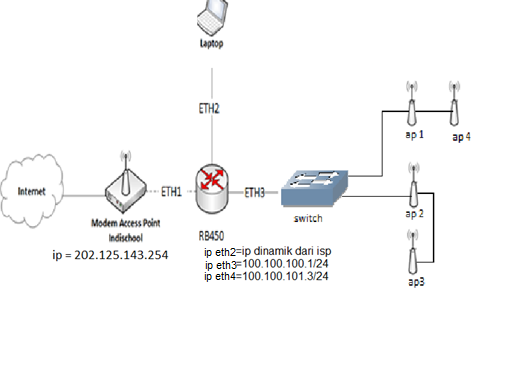 Laptop
ETH2
ap 1
ap 4
Internet
ETH1
ETH3
switch
ap 2
Modem Access Point
Indischool
RB450
ip = 202.125.143.254
ip eth2=ip dinamik dari isp
ip eth3=100.100.100.1/24
ip eth4=100.100.101.3/24
ap3